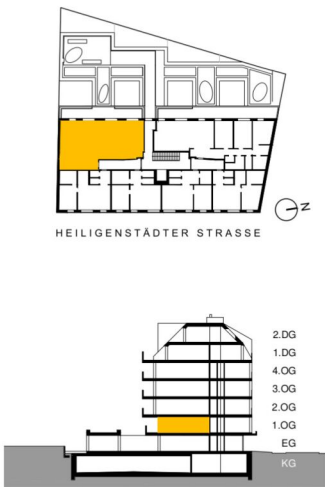 N
HEILIGENSTÄDTER STRASSE
2.DG
1.DG
4.OG
3.OG
2.OG
1.OG
EG
KG